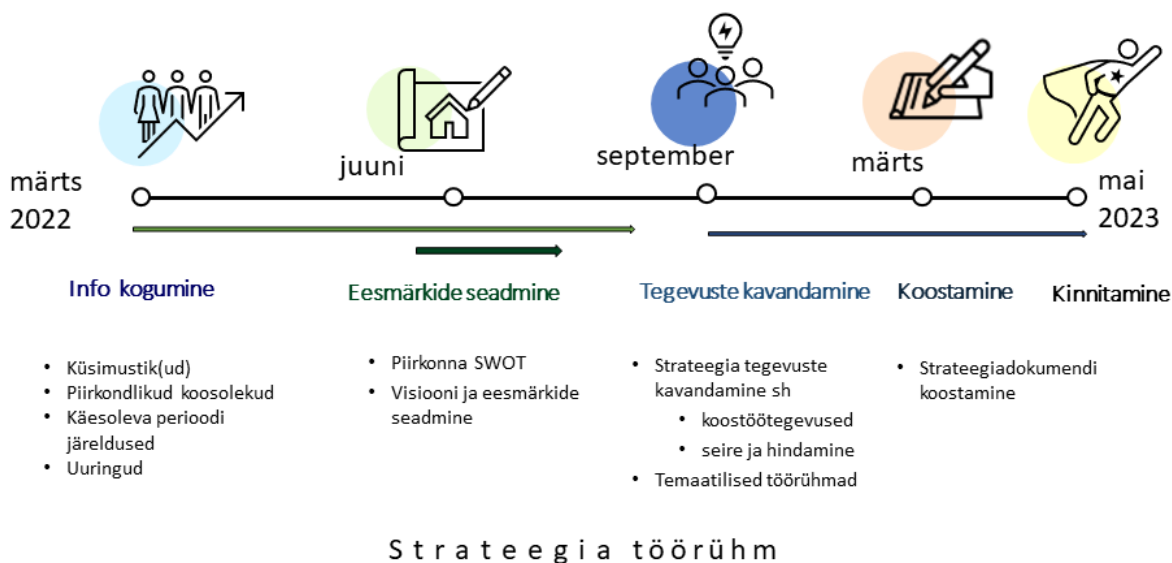 märts
2022
juuni
september
märts
mai
2023
Info kogumine
Eesmärkide seadmine
Tegevuste kavandamine
Koostamine
Kinnitamine
• Küsimustik(ud)
• Piirkondlikud koosolekud
• Käesoleva perioodi
järeldused
• Uuringud
• Piirkonna SWOT
• Visiooni ja eesmärkide
seadmine
• Strateegia tegevuste
kavandamine sh
• koostöötegevused
• seire ja hindamine
• Temaatilised töörühmad
• Strateegiadokumendi
koostamine
Strateegia töörühm